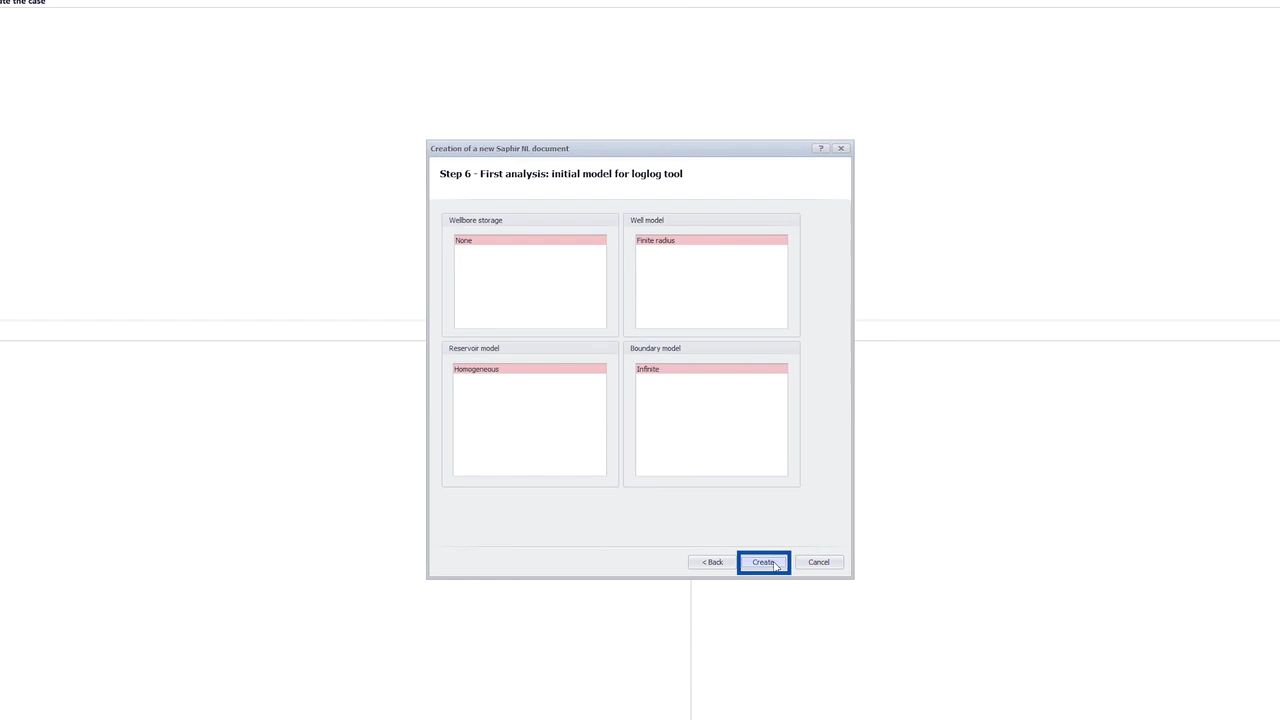 ate the case
Creation of a new Saphir NL document
?
Step 6 - First analysis: initial model for loglog tool
Wellbore storage
Well model
None
Finite radius
Reservoir model
Boundary model
Homogeneous
Infinite
< Back
Create
Cancel